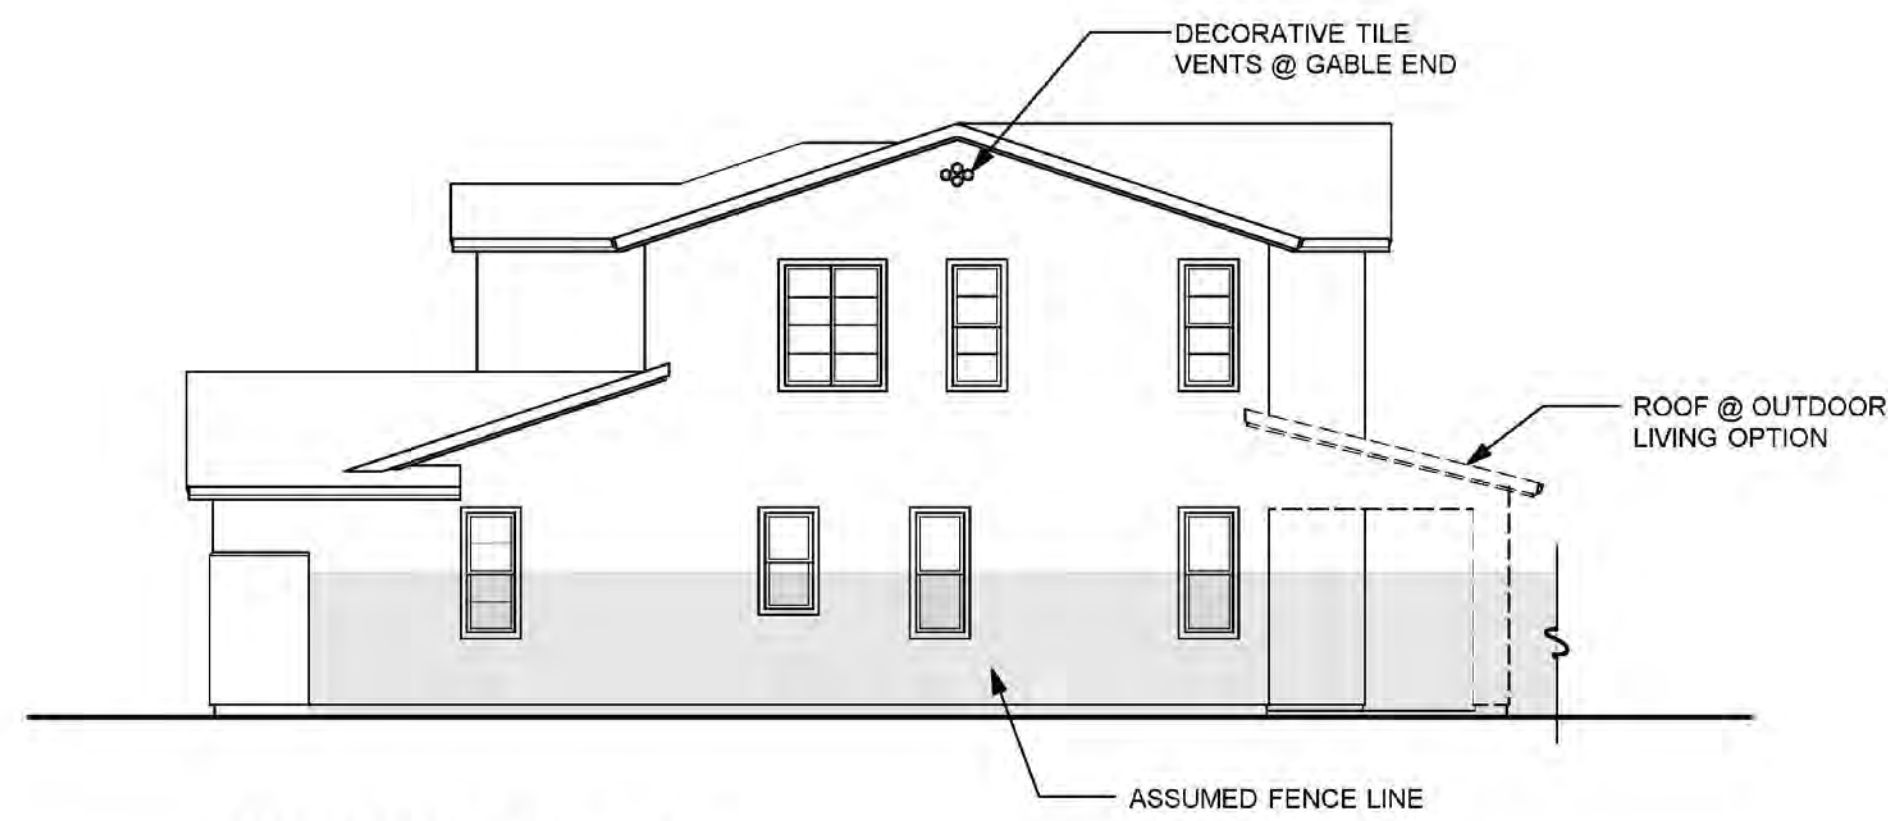 DECORATIVE TILE
VENTS @ GABLE END
ROOF @ OUTDOOR
LIVING OPTION
ASSUMED FENCE LINE